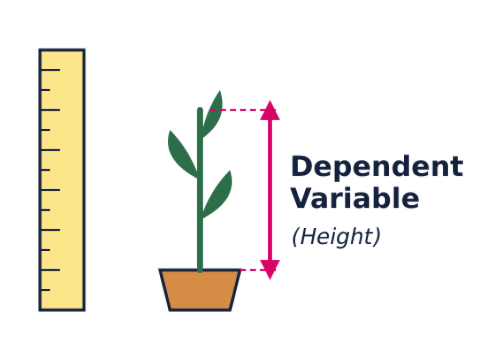 Dependent
Variable
(Height)